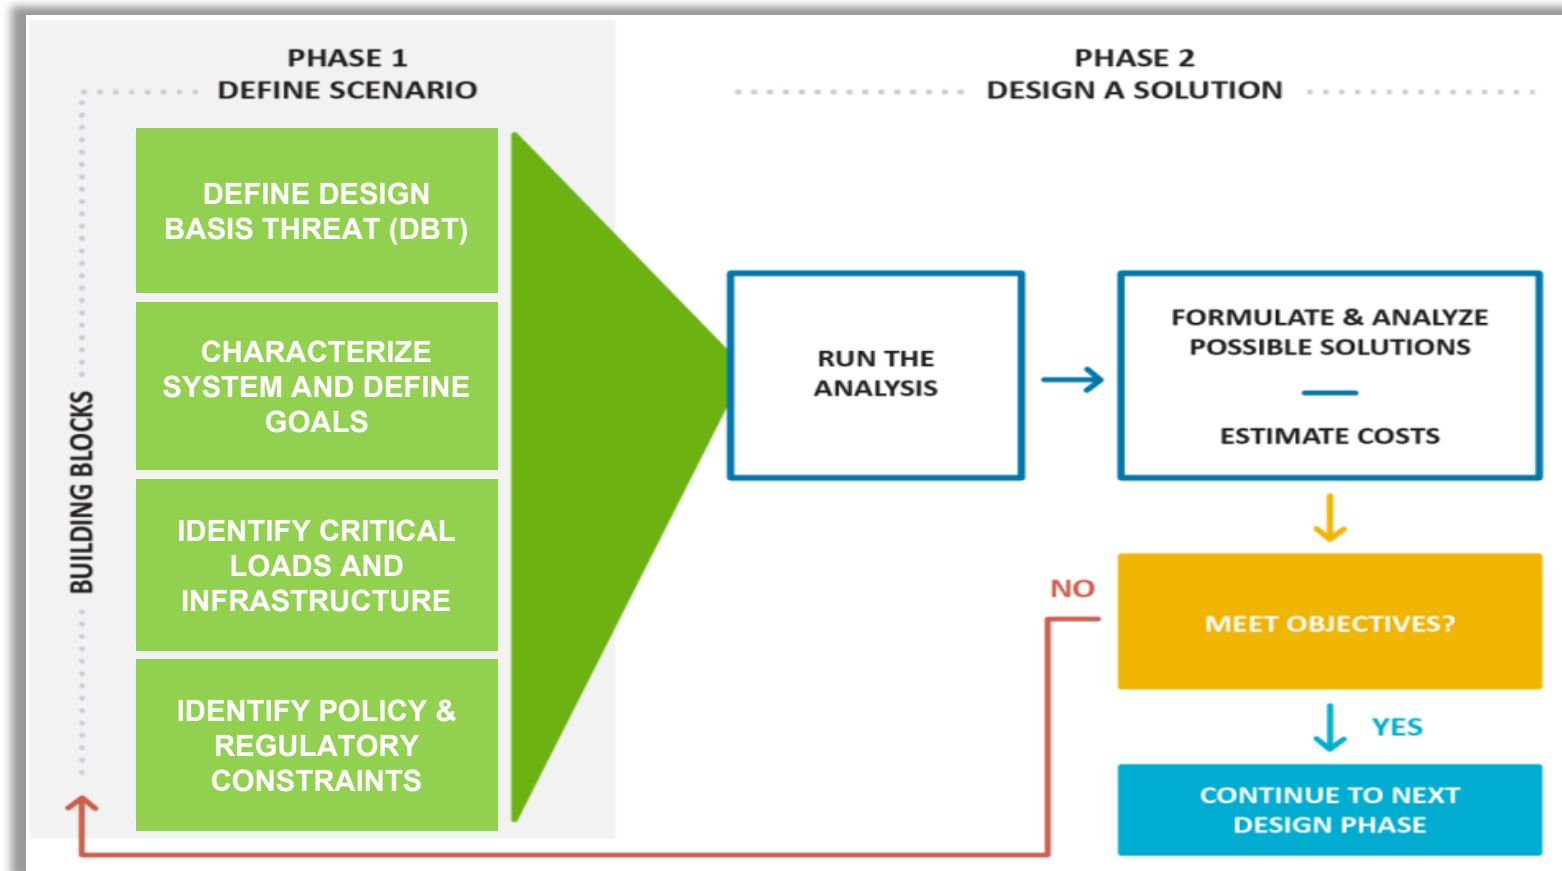 PHASE 1
DEFINE SCENARIO
BUILDING BLOCKS
DEFINE DESIGN
BASIS THREAT (DBT)
CHARACTERIZE
SYSTEM AND DEFINE
GOALS
IDENTIFY CRITICAL
LOADS AND
INFRASTRUCTURE
IDENTIFY POLICY &
REGULATORY
CONSTRAINTS
PHASE 2
DESIGN A SOLUTION
RUN THE
ANALYSIS
FORMULATE & ANALYZE
POSSIBLE SOLUTIONS
ESTIMATE COSTS
NO
MEET OBJECTIVES?
YES
CONTINUE TO NEXT
DESIGN PHASE